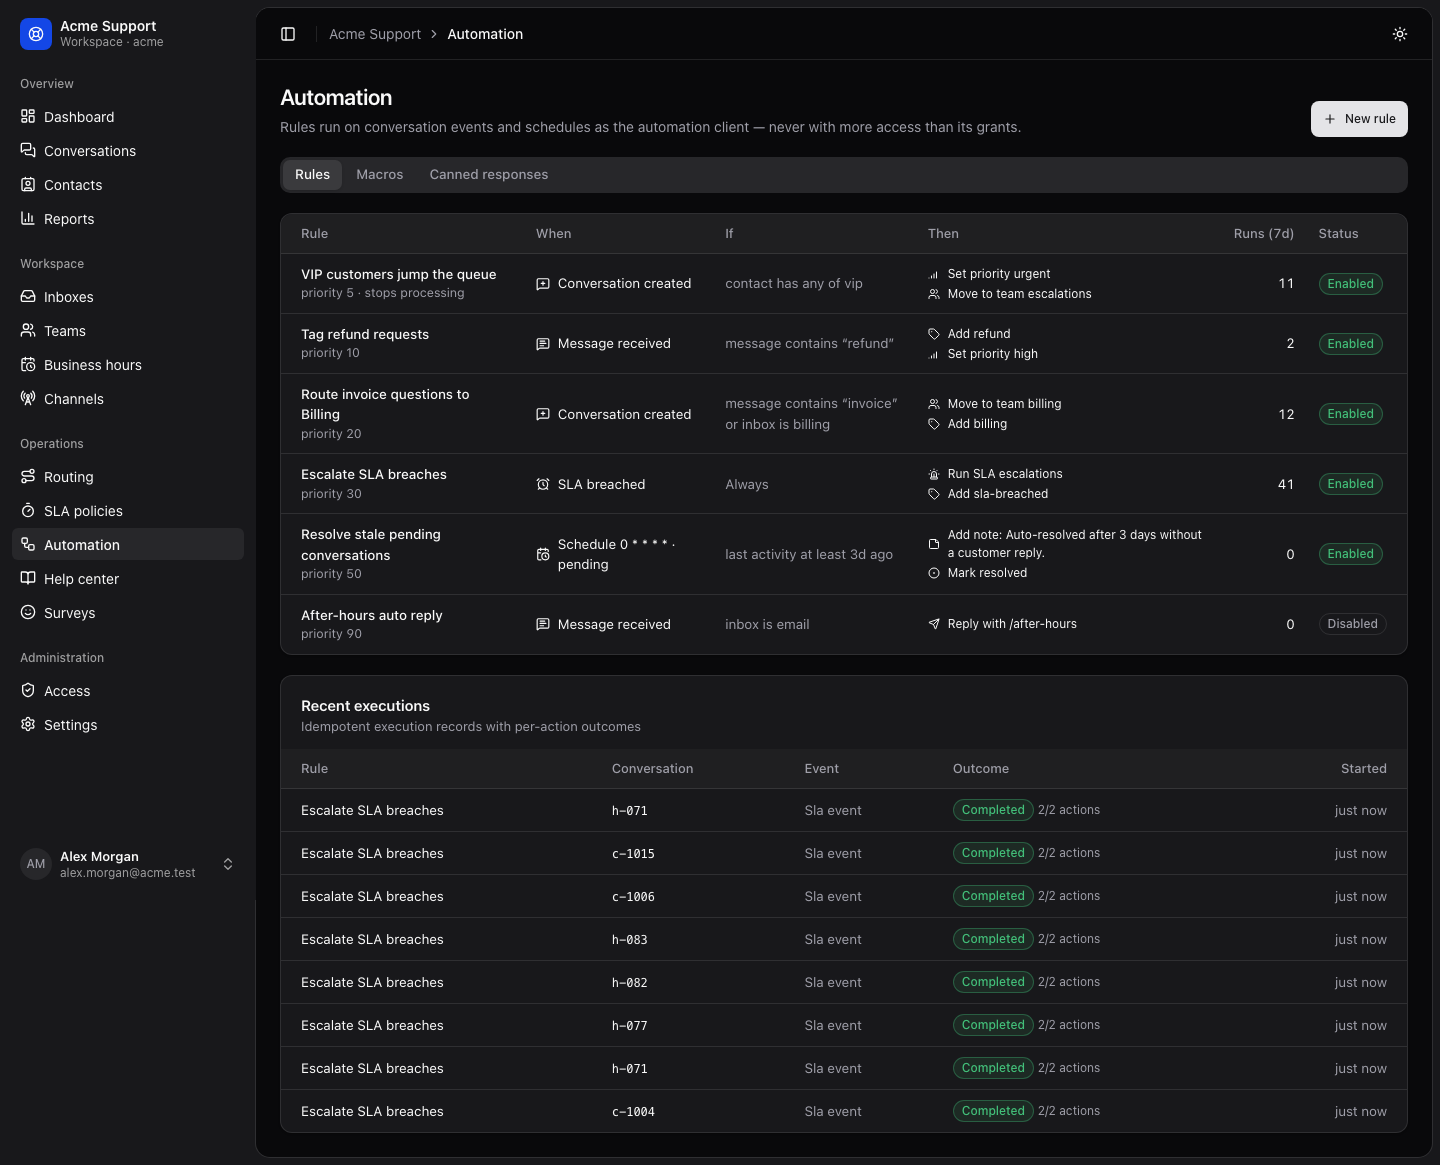 Acme Support
Workspace · acme
Overview
Dashboard
Conversations
Contacts
Reports
Workspace
Inboxes
Teams
Business hours
Channels
Operations
Routing
SLA policies
Automation
Help center
Surveys
Administration
Access
Settings
AM
Alex Morgan
alex.morgan@acme.test
Acme Support > Automation
Automation
Rules run on conversation events and schedules as the automation client — never with more access than its grants.
+ New rule
Rules Macros Canned responses
Rule When If Then Runs (7d) Status
VIP customers jump the queue
priority 5 · stops processing
Conversation created
contact has any of vip
Set priority urgent
Move to team escalations
11
Enabled
Tag refund requests
priority 10
Message received
message contains “refund”
Add refund
Set priority high
2
Enabled
Route invoice questions to
Billing
priority 20
Conversation created
message contains “invoice”
or inbox is billing
Move to team billing
Add billing
12
Enabled
Escalate SLA breaches
priority 30
SLA breached
Always
Run SLA escalations
Add sla-breached
41
Enabled
Resolve stale pending
conversations
priority 50
Schedule 0 * * * * ·
pending
last activity at least 3d ago
Add note: Auto-resolved after 3 days without
a customer reply.
Mark resolved
0
Enabled
After-hours auto reply
priority 90
Message received
inbox is email
Reply with /after-hours
0
Disabled
Recent executions
Idempotent execution records with per-action outcomes
Rule Conversation Event Outcome Started
Escalate SLA breaches h-071 Sla event Completed 2/2 actions just now
Escalate SLA breaches c-1015 Sla event Completed 2/2 actions just now
Escalate SLA breaches c-1006 Sla event Completed 2/2 actions just now
Escalate SLA breaches h-083 Sla event Completed 2/2 actions just now
Escalate SLA breaches h-082 Sla event Completed 2/2 actions just now
Escalate SLA breaches h-077 Sla event Completed 2/2 actions just now
Escalate SLA breaches h-071 Sla event Completed 2/2 actions just now
Escalate SLA breaches c-1004 Sla event Completed 2/2 actions just now